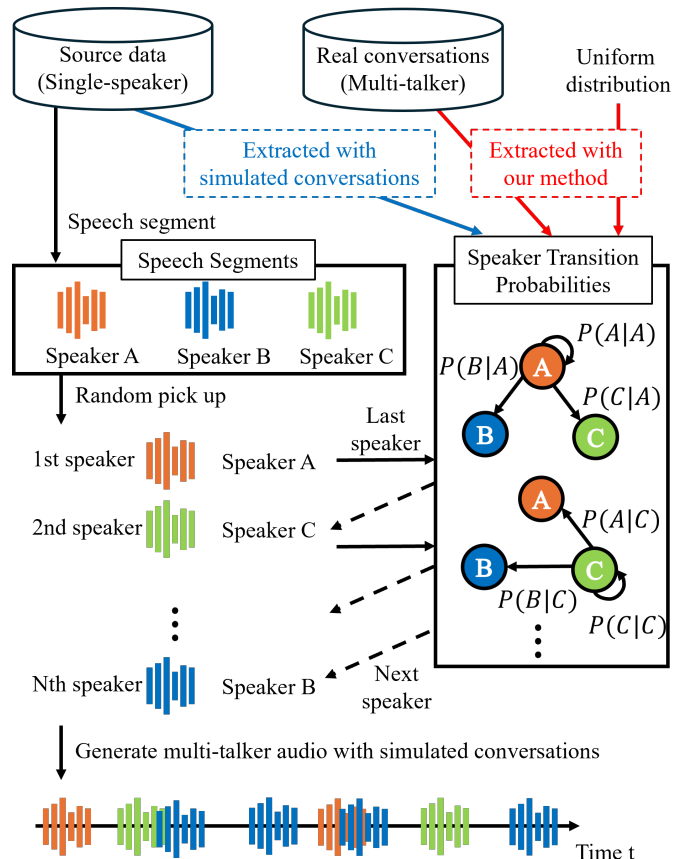 Source data
(Single-speaker)
Real conversations
(Multi-talker)
Uniform
distribution
Extracted with
simulated conversations
Extracted with
our method
Speech segment
Speech Segments
Speaker A
Speaker B
Speaker C
Speaker Transition
Probabilities
P(A|A)
P(B|A)
A
P(C|A)
B
C
Random pick up
Last
speaker
1st speaker
Speaker A
2nd speaker
Speaker C
A
P(A|C)
B
C
P(B|C)
P(C|C)
Nth speaker
Speaker B
Next
speaker
Generate multi-talker audio with simulated conversations
Time t